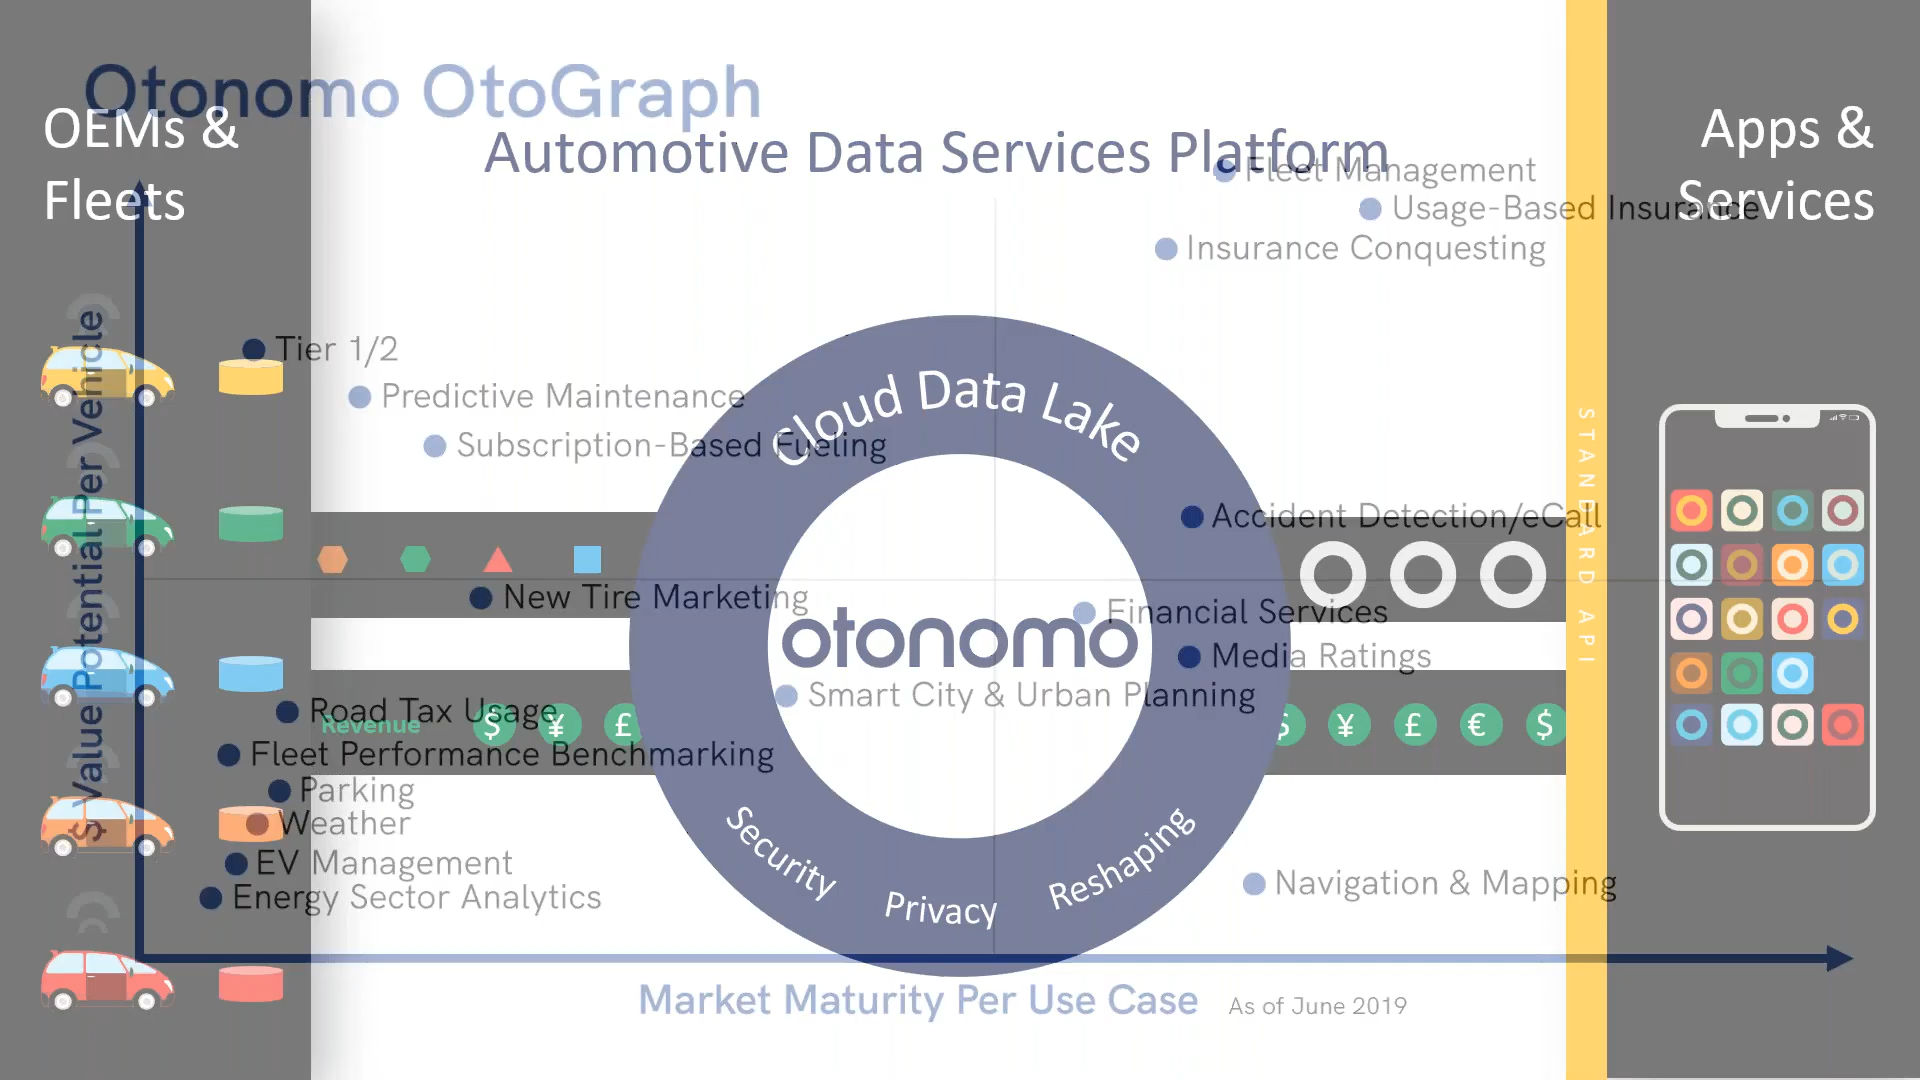 Otonomo OtoGraph
OEMs &
Fleets
Automotive Data Services Platform
Apps &
Services
Fleet Management
Usage-Based Insurance
Insurance Conquesting
Tier 1/2
Predictive Maintenance
Subscription-Based Fueling
Cloud Data Lake
$ Value Potential Per Vehicle
STANDARD API
Accident Detection/eCall
New Tire Marketing
Financial Services
otonomo
Media Ratings
Smart City & Urban Planning
Road Tax Usage
Revenue
$ ¥ £
$ ¥ £ € $
Fleet Performance Benchmarking
Parking
Weather
EV Management
Energy Sector Analytics
Security
Privacy
Reshaping
Navigation & Mapping
Market Maturity Per Use Case
As of June 2019